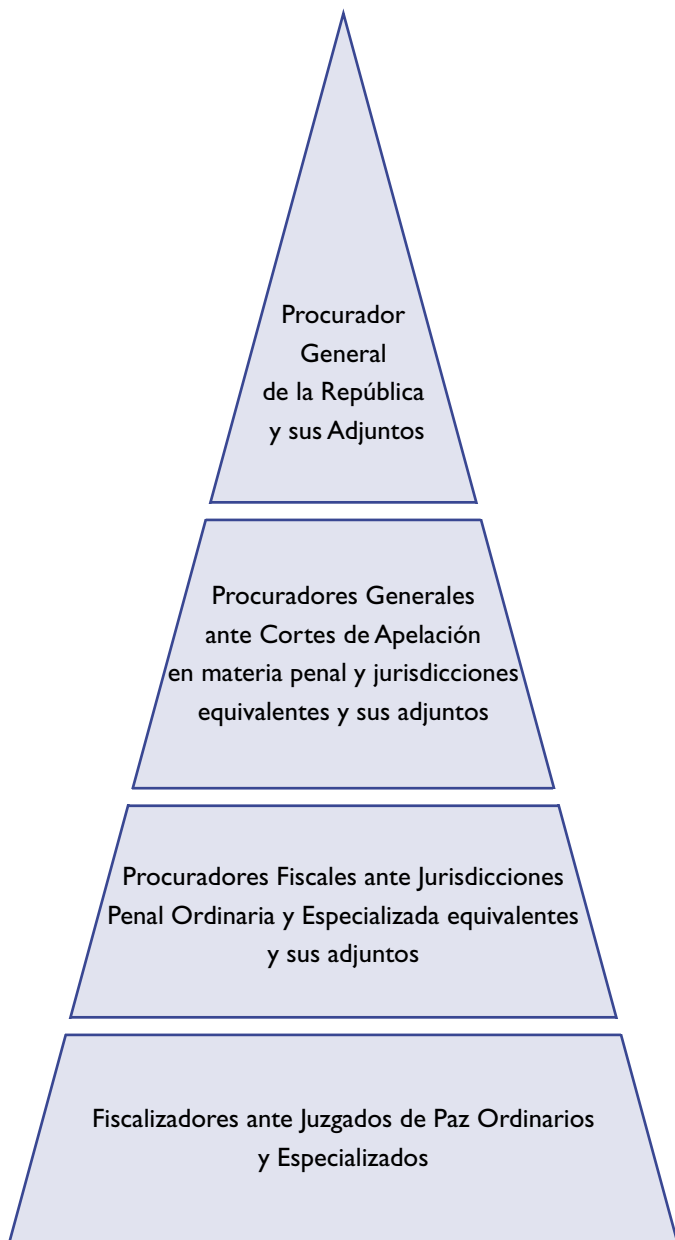 Procurador
General
de la República
y sus Adjuntos
Procuradores Generales
ante Cortes de Apelación
en materia penal y jurisdicciones
equivalentes y sus adjuntos
Procuradores Fiscales ante Jurisdicciones
Penal Ordinaria y Especializada equivalentes
y sus adjuntos
Fiscalizadores ante Juzgados de Paz Ordinarios
y Especializados